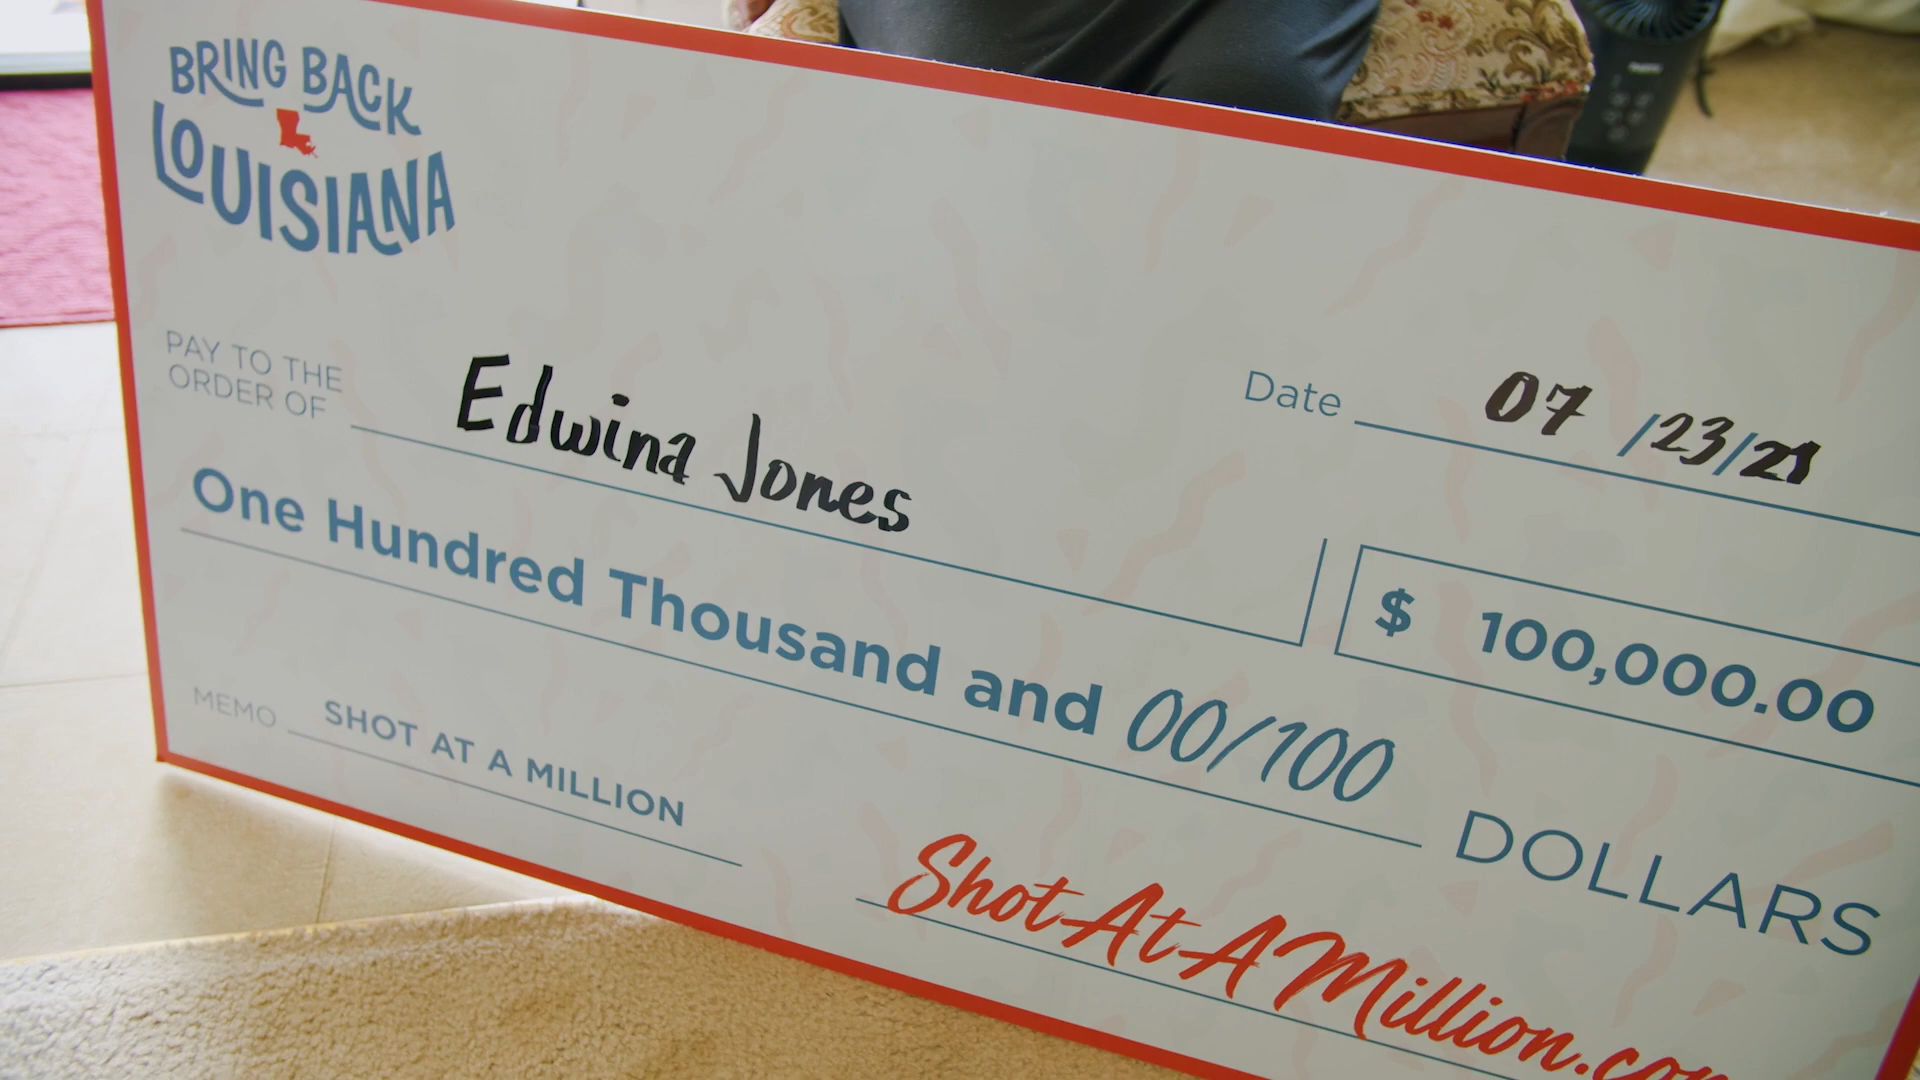 BRING BACK
LOUISIANA
PAY TO THE
ORDER OF
Edwina Jones
Date 07/23/21
One Hundred Thousand and 00/100 DOLLARS
$ 100,000.00
MEMO SHOT AT A MILLION
ShotAtAMillion.com